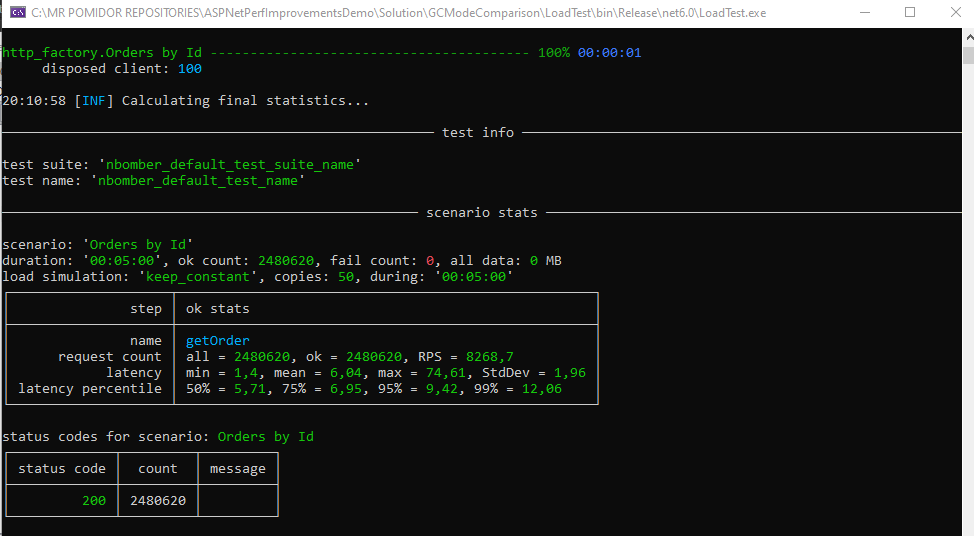 C:\MR POMIDOR REPOSITORIES\ASPNetPerfImprovementsDemo\Solution\GCModeComparison\LoadTest\bin\Release\net6.0\LoadTest.exe
http_factory.Orders by Id ---------------------------------------- 100% 00:00:01
disposed client: 100
20:10:58 [INF] Calculating final statistics...
test info
test suite: 'nbomber_default_test_suite_name'
test name: 'nbomber_default_test_name'
scenario stats
scenario: 'Orders by Id'
duration: '00:05:00', ok count: 2480620, fail count: 0, all data: 0 MB
load simulation: 'keep_constant', copies: 50, during: '00:05:00'
step ok stats
name getOrder
request count all = 2480620, ok = 2480620, RPS = 8268,7
latency min = 1,4, mean = 6,04, max = 74,61, StdDev = 1,96
latency percentile 50% = 5,71, 75% = 6,95, 95% = 9,42, 99% = 12,06
status codes for scenario: Orders by Id
status code count message
200 2480620